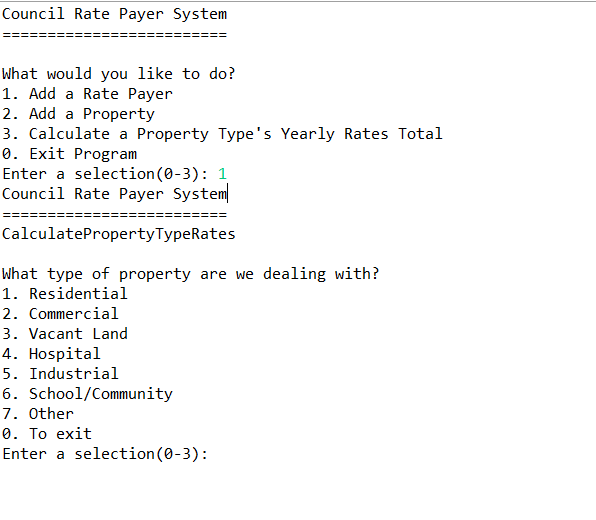 Council Rate Payer System
=========================
What would you like to do?
1. Add a Rate Payer
2. Add a Property
3. Calculate a Property Type's Yearly Rates Total
0. Exit Program
Enter a selection(0-3): 1
Council Rate Payer System
=========================
CalculatePropertyTypeRates
What type of property are we dealing with?
1. Residential
2. Commercial
3. Vacant Land
4. Hospital
5. Industrial
6. School/Community
7. Other
0. To exit
Enter a selection(0-3):